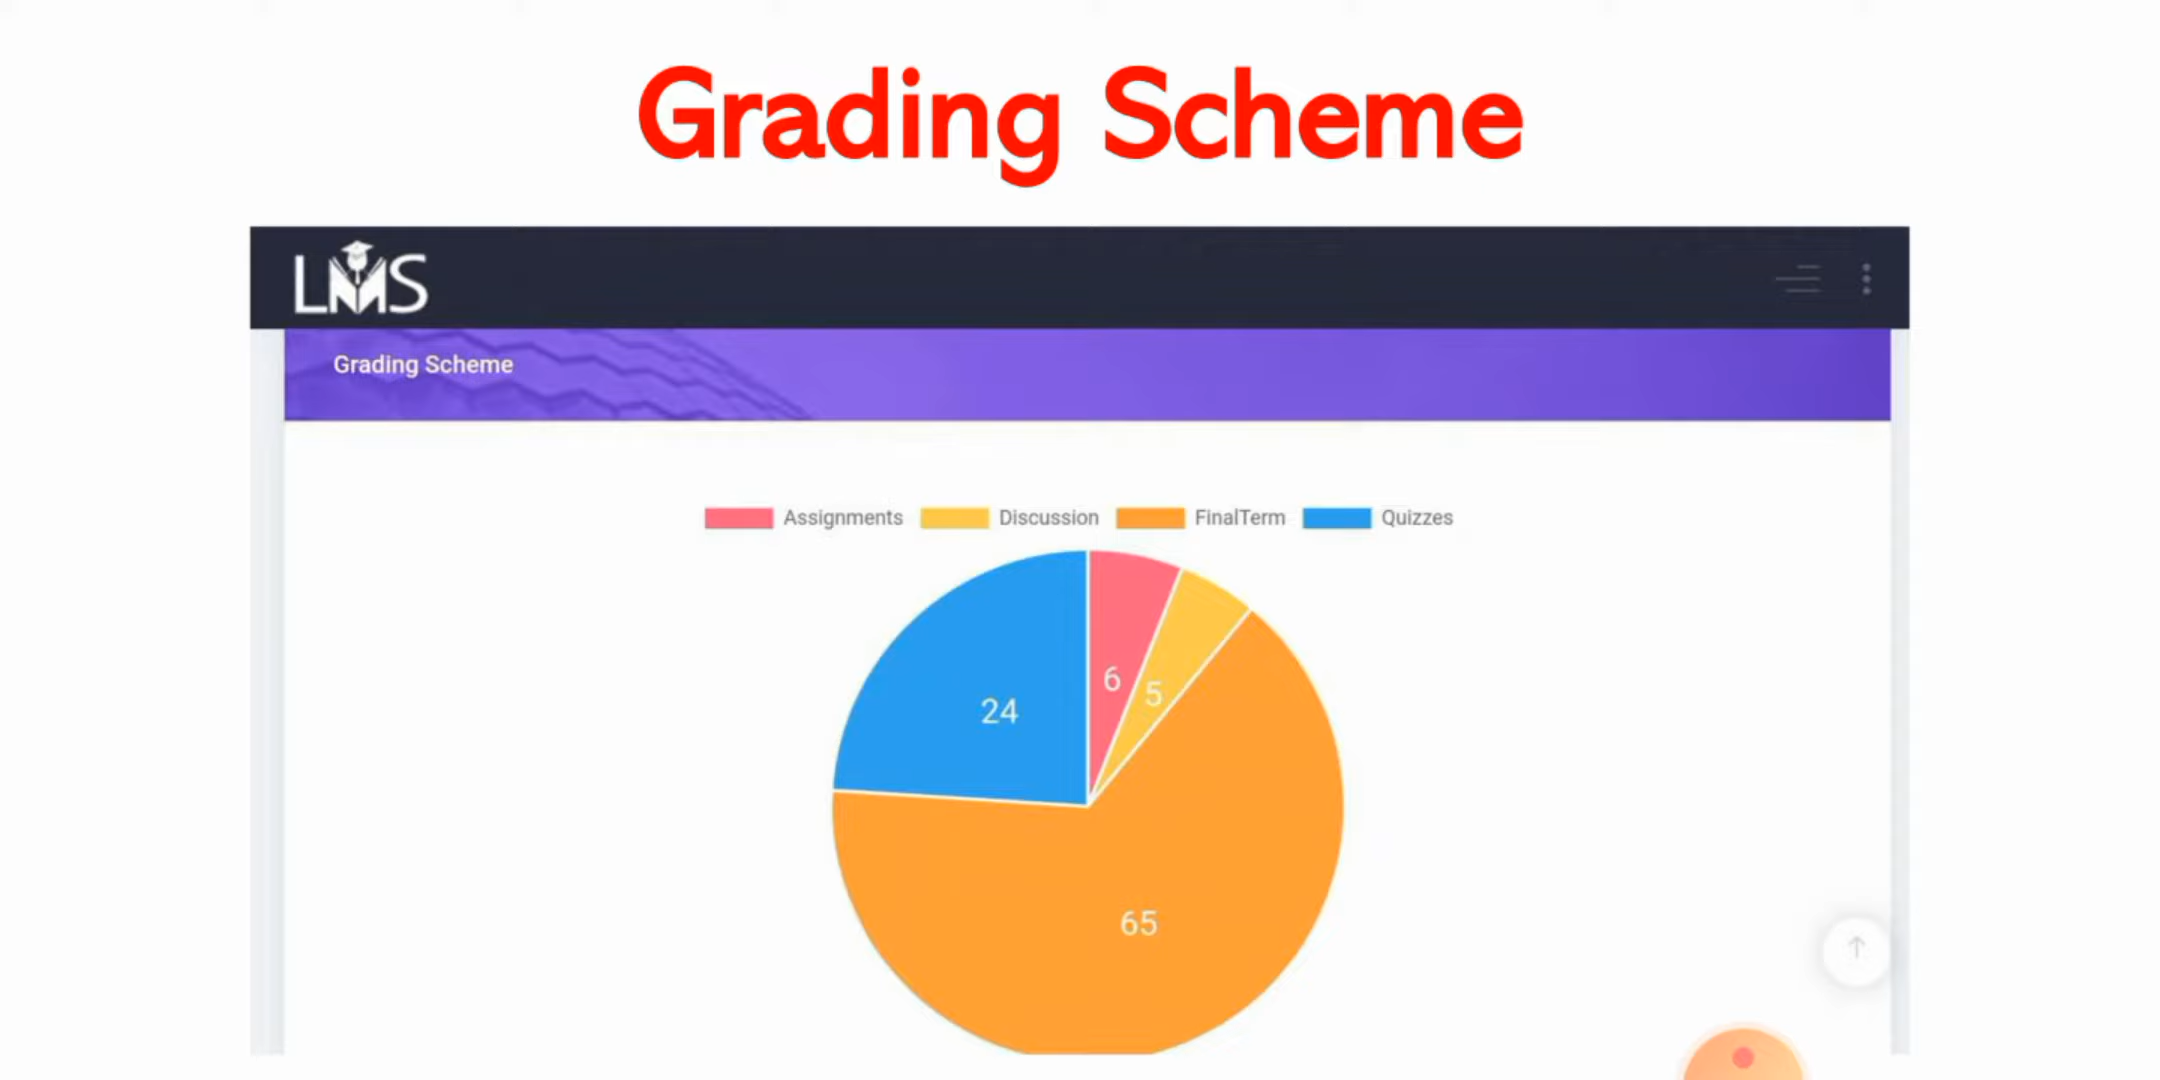 Grading Scheme
LMS
Grading Scheme
Assignments Discussion FinalTerm Quizzes
6
5
24
65